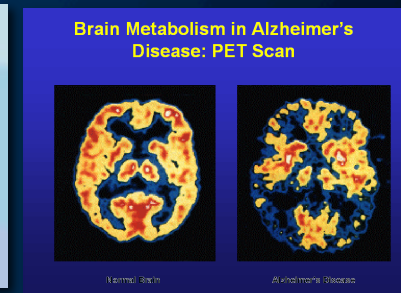 Brain Metabolism in Alzheimer's
Disease: PET Scan
Normal Brain
Alzheimer's Disease